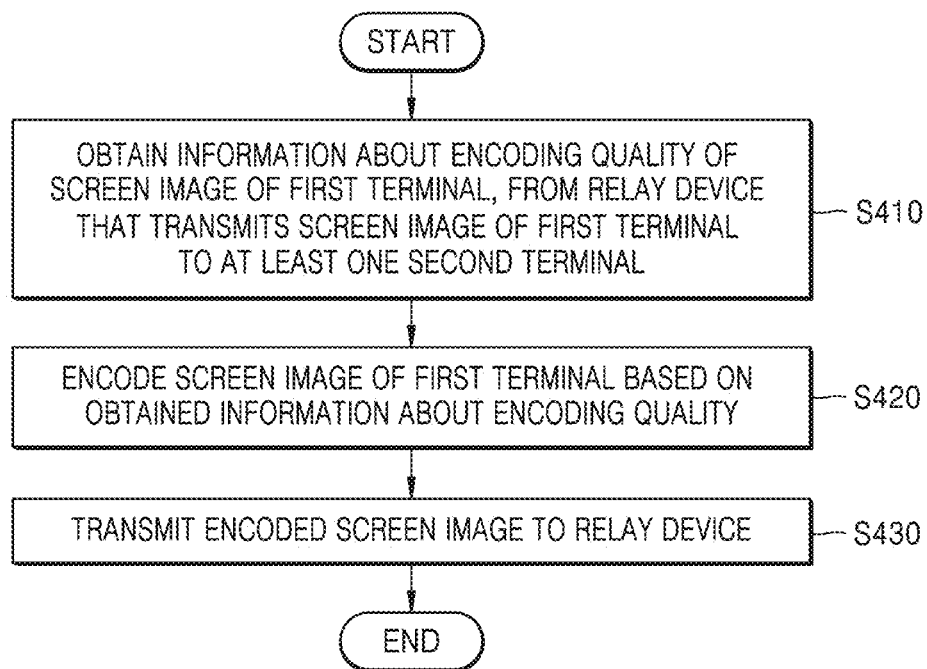 START
OBTAIN INFORMATION ABOUT ENCODING QUALITY OF
SCREEN IMAGE OF FIRST TERMINAL, FROM RELAY DEVICE
THAT TRANSMITS SCREEN IMAGE OF FIRST TERMINAL
TO AT LEAST ONE SECOND TERMINAL
S410
ENCODE SCREEN IMAGE OF FIRST TERMINAL BASED ON
OBTAINED INFORMATION ABOUT ENCODING QUALITY
S420
TRANSMIT ENCODED SCREEN IMAGE TO RELAY DEVICE
S430
END